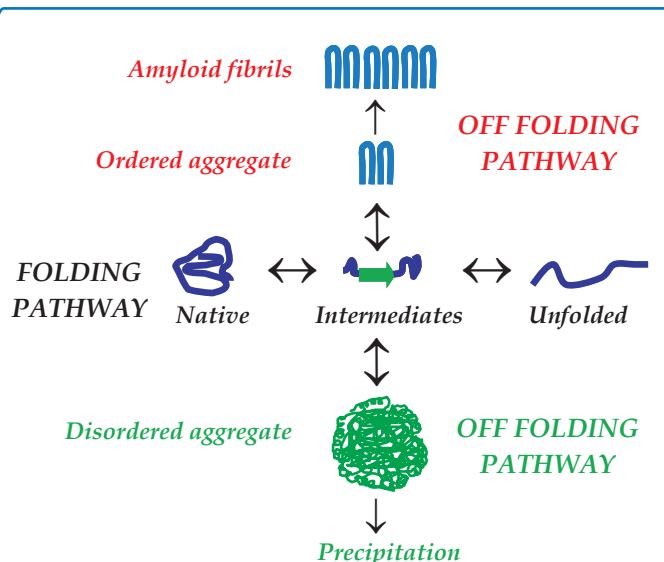 Amyloid fibrils
OFF FOLDING
PATHWAY
Ordered aggregate
FOLDING
PATHWAY
Native
Intermediates
Unfolded
Disordered aggregate
OFF FOLDING
PATHWAY
Precipitation